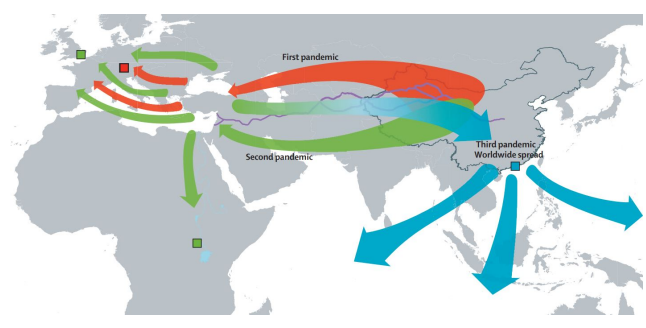 First pandemic
Second pandemic
Third pandemic
Worldwide spread